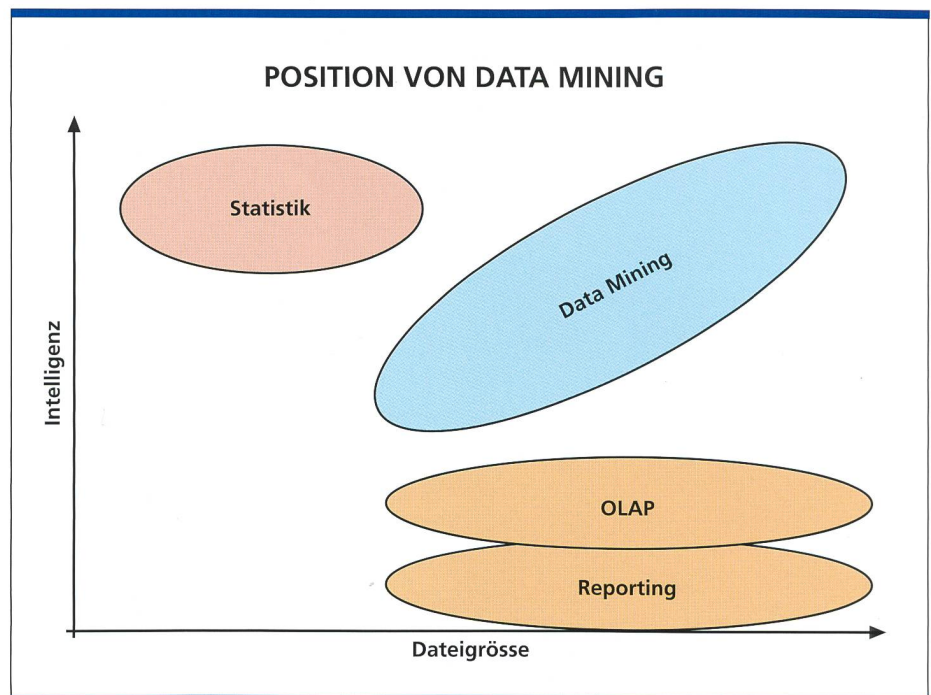 POSITION VON DATA MINING
Statistik
Data Mining
Intelligenz
OLAP
Reporting
Dateigrösse